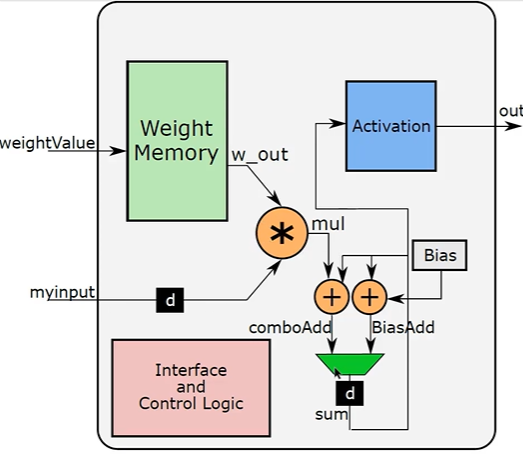 weightValue
Weight
Memory
w_out
Activation
out
*
mul
myinput
d
Bias
+
+
comboAdd
BiasAdd
Interface
and
Control Logic
d
sum